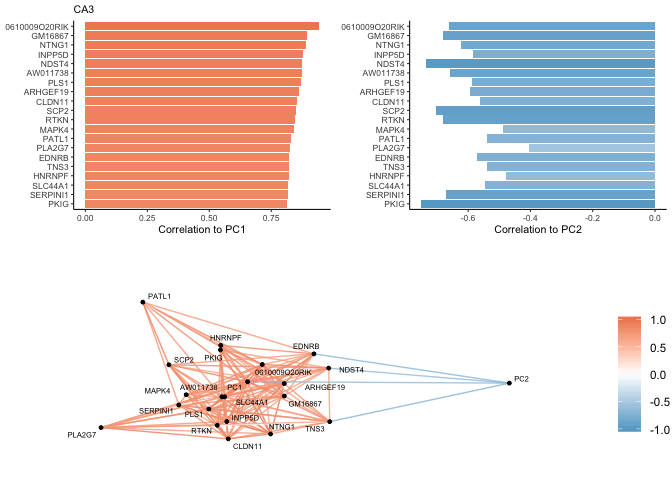 CA3
0610009O20RIK
GM16867
NTNG1
INPP5D
NDST4
AW011738
PLS1
ARHGEF19
CLDN11
SCP2
RTKN
MAPK4
PATL1
PLA2G7
EDNRB
TNS3
HNRNPF
SLC44A1
SERPINI1
PKIG
0.00 0.25 0.50 0.75
Correlation to PC1
0610009O20RIK
GM16867
NTNG1
INPP5D
NDST4
AW011738
PLS1
ARHGEF19
CLDN11
SCP2
RTKN
MAPK4
PATL1
PLA2G7
EDNRB
TNS3
HNRNPF
SLC44A1
SERPINI1
PKIG
-0.6 -0.4 -0.2 0.0
Correlation to PC2
PATL1
HNRNPF
EDNRB
PKIG
SCP2
0610009O20RIK
NDST4
PC2
MAPK4
AW011738
PC1
ARHGEF19
SERPINI1
SLC44A1
GM16867
PLS1
INPP5D
PLA2G7
RTKN
NTNG1
TNS3
CLDN11
1.0
0.5
0.0
-0.5
-1.0